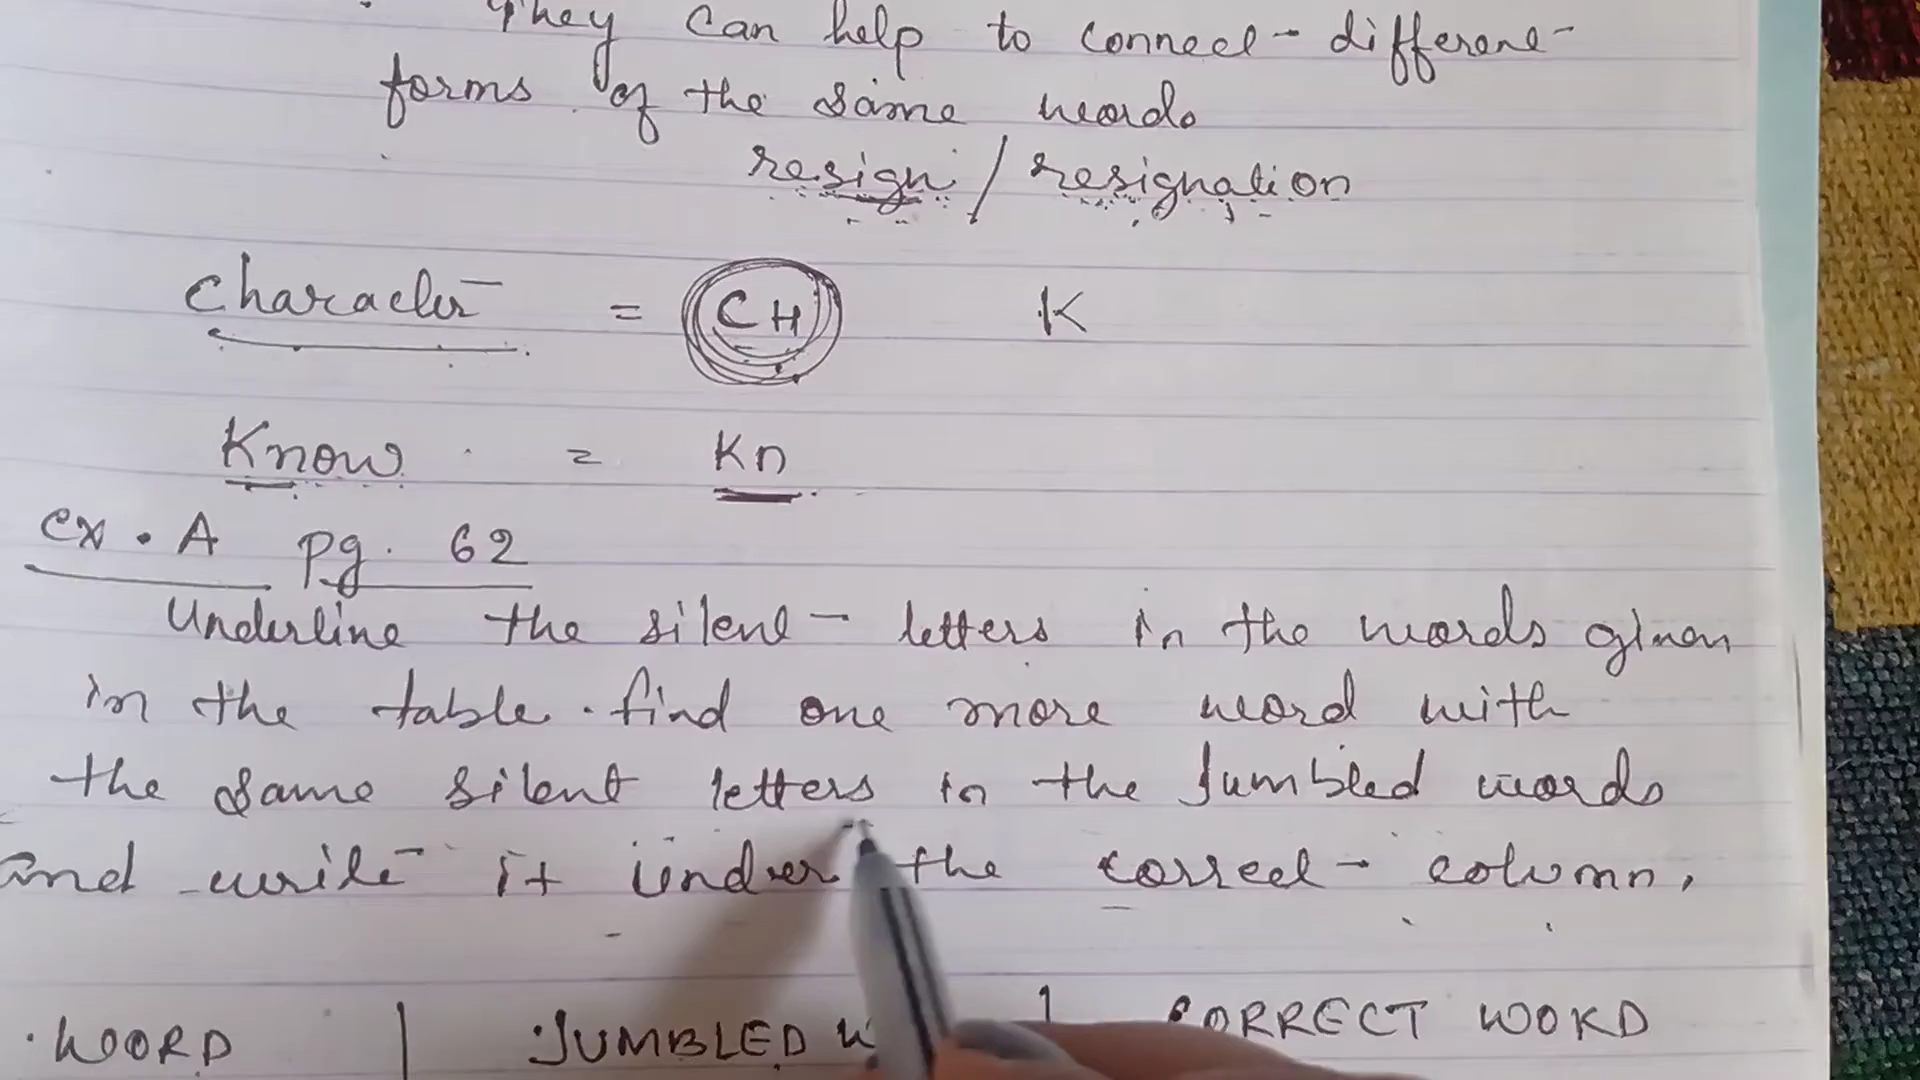 They can help to connect different
forms of the same words
resign / resignation
character = CH K
Know = Kn
ex. A pg. 62
Underline the silent letters in the words given
in the table. find one more word with
the same silent letters in the Jumbled words
and write it under the correct column.
WOORD | JUMBLED W | CORRECT WORD